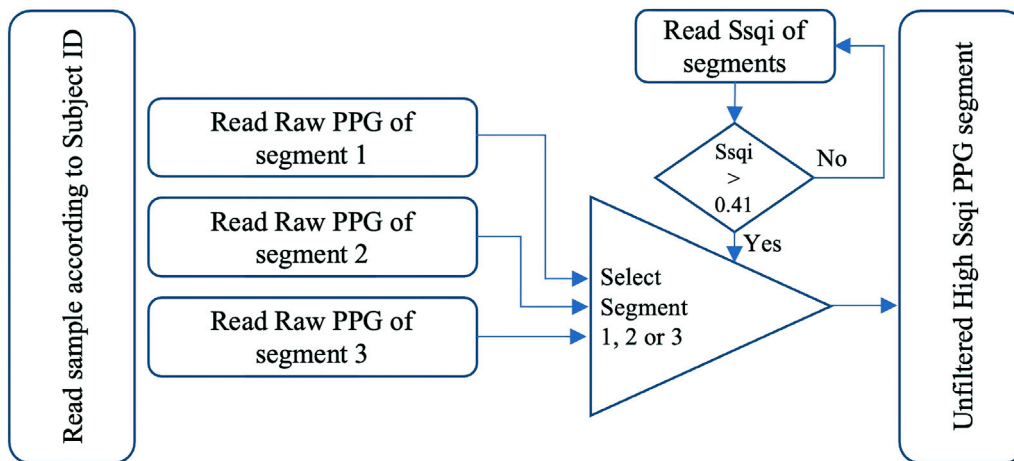 Read sample according to Subject ID
Read Raw PPG of
segment 1
Read Raw PPG of
segment 2
Read Raw PPG of
segment 3
Read Ssqi of
segments
Ssqi
>
0.41
No
Yes
Select
Segment
1, 2 or 3
Unfiltered High Ssqi PPG segment